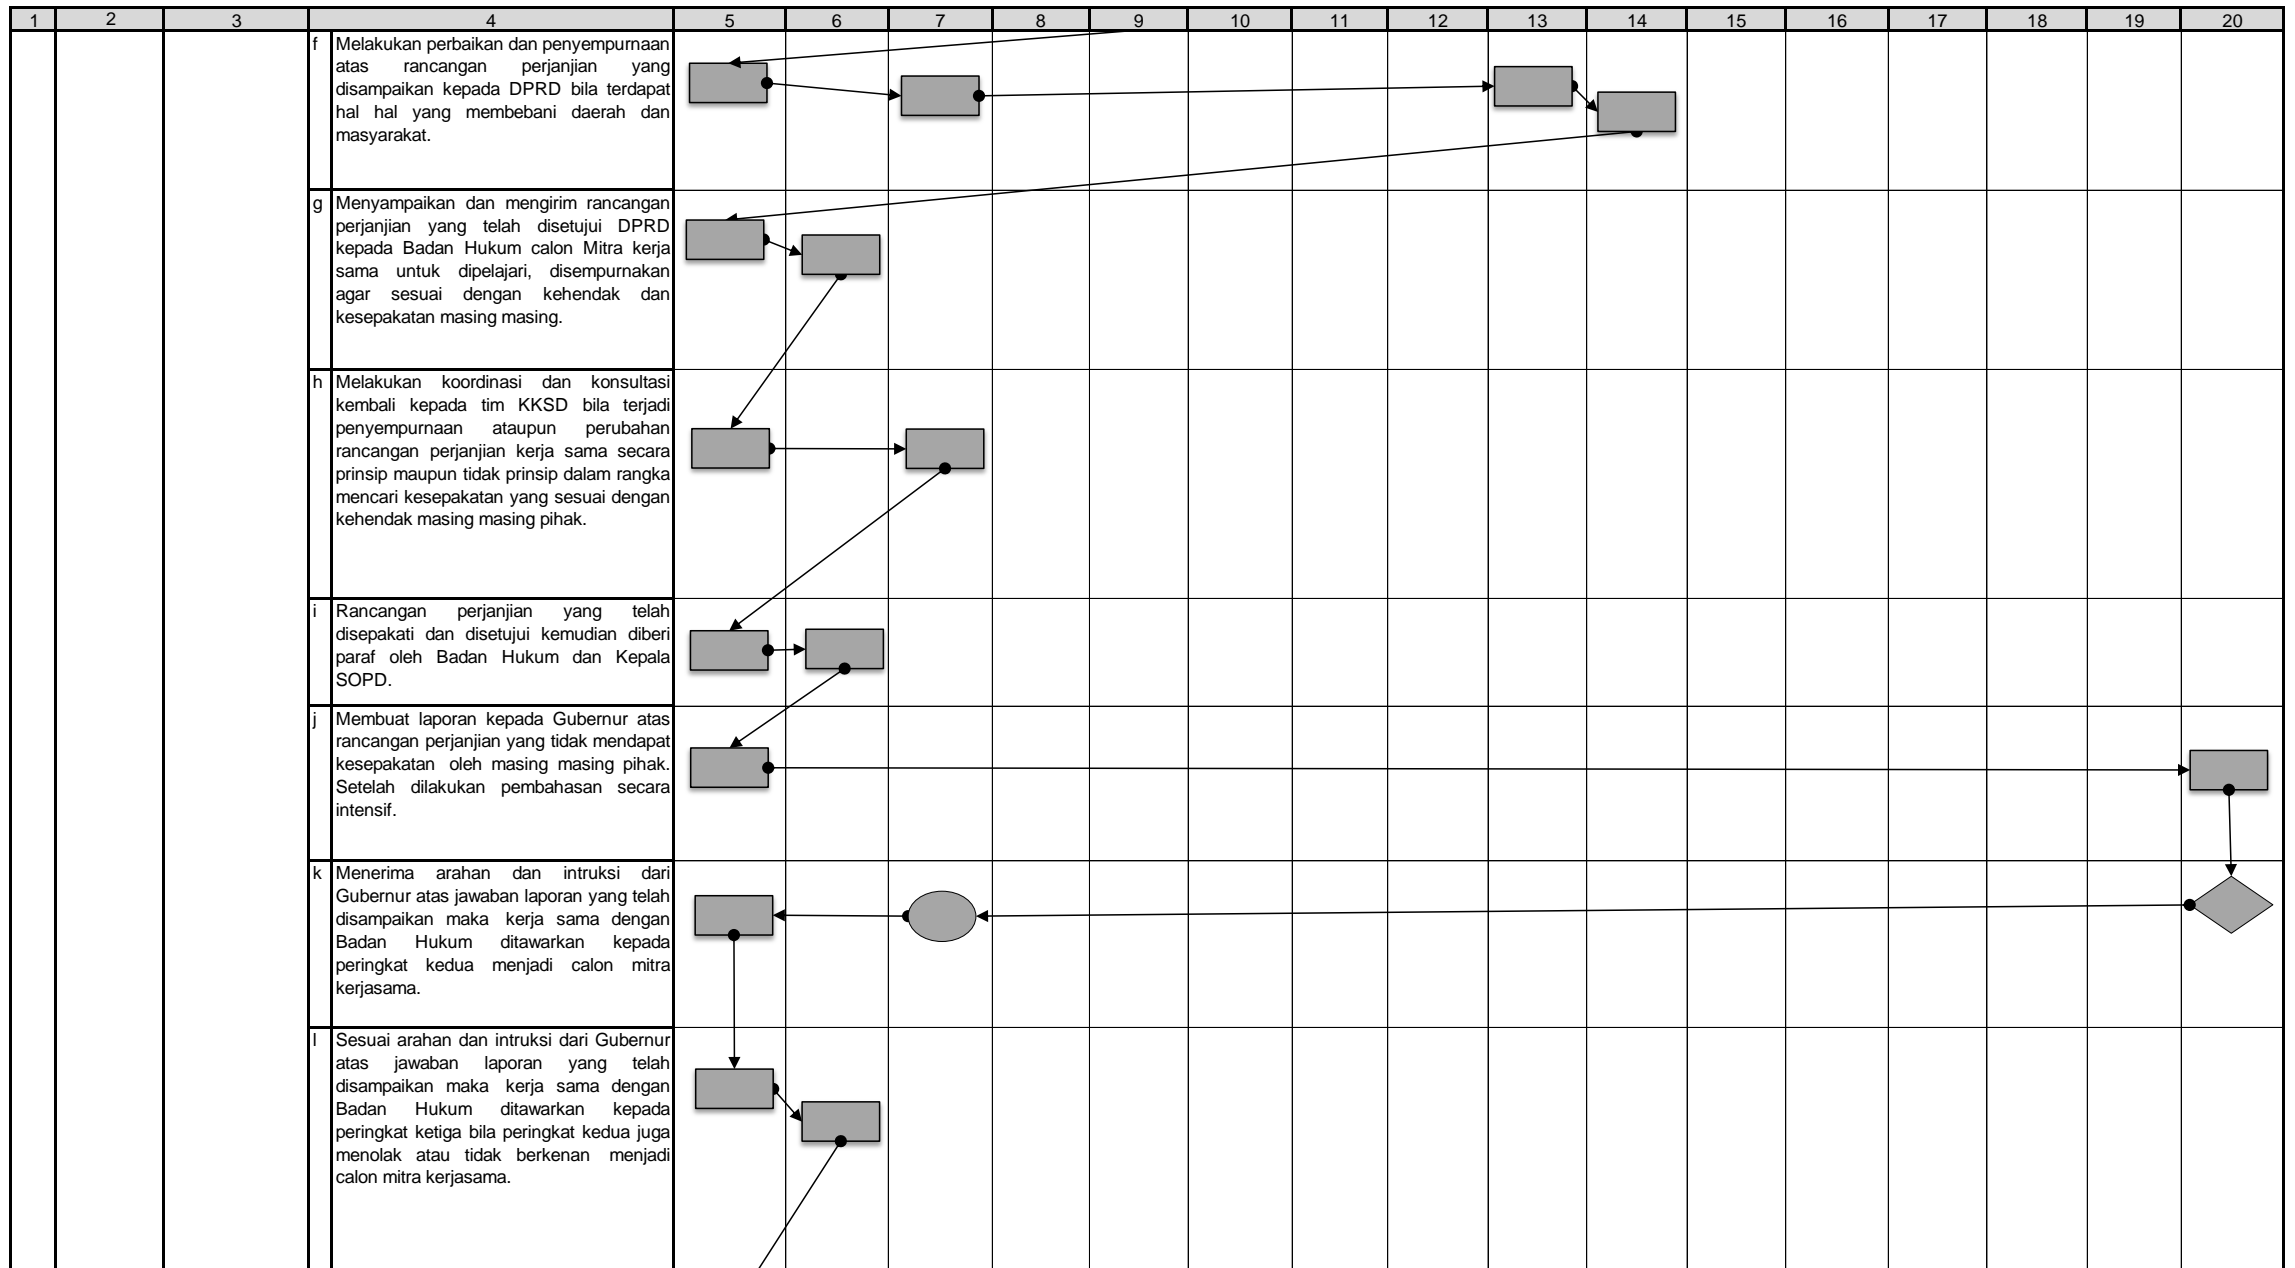 1 2 3 4 5 6 7 8 9 10 11 12 13 14 15 16 17 18 19 20
f Melakukan perbaikan dan penyempurnaan
atas rancangan perjanjian yang
disampaikan kepada DPRD bila terdapat
hal hal yang membebani daerah dan
masyarakat.
g Menyampaikan dan mengirim rancangan
perjanjian yang telah disetujui DPRD
kepada Badan Hukum calon Mitra kerja
sama untuk dipelajari, disempurnakan
agar sesuai dengan kehendak dan
kesepakatan masing masing.
h Melakukan koordinasi dan konsultasi
kembali kepada tim KKSD bila terjadi
penyempurnaan ataupun perubahan
rancangan perjanjian kerja sama secara
prinsip maupun tidak prinsip dalam rangka
mencari kesepakatan yang sesuai dengan
kehendak masing masing pihak.
i Rancangan perjanjian yang telah
disepakati dan disetujui kemudian diberi
paraf oleh Badan Hukum dan Kepala
SOPD.
j Membuat laporan kepada Gubernur atas
rancangan perjanjian yang tidak mendapat
kesepakatan oleh masing masing pihak.
Setelah dilakukan pembahasan secara
intensif.
k Menerima arahan dan intruksi dari
Gubernur atas jawaban laporan yang telah
disampaikan maka kerja sama dengan
Badan Hukum ditawarkan kepada
peringkat kedua menjadi calon mitra
kerjasama.
l Sesuai arahan dan intruksi dari Gubernur
atas jawaban laporan yang telah
disampaikan maka kerja sama dengan
Badan Hukum ditawarkan kepada
peringkat ketiga bila peringkat kedua juga
menolak atau tidak berkenan menjadi
calon mitra kerjasama.